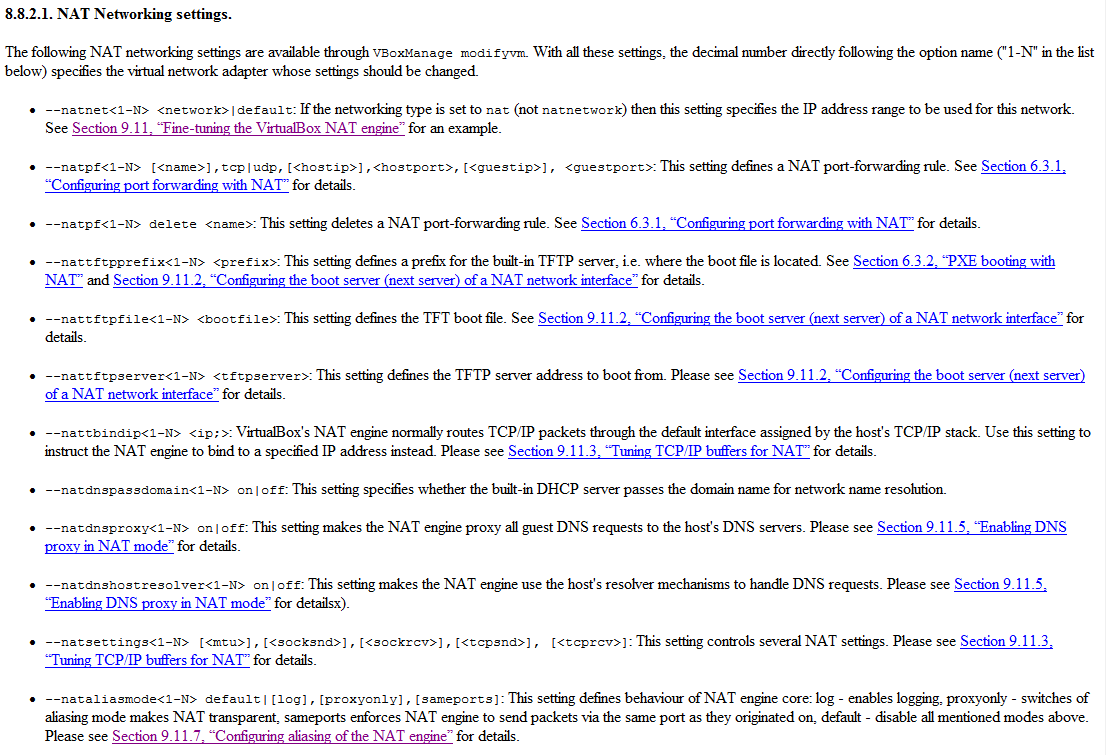 8.8.2.1. NAT Networking settings.
The following NAT networking settings are available through VBoxManage modifyvm. With all these settings, the decimal number directly following the option name ("1-N" in the list
below) specifies the virtual network adapter whose settings should be changed.
• --natnet<1-N> <network>|default: If the networking type is set to nat (not natnetwork) then this setting specifies the IP address range to be used for this network.
See Section 9.11, “Fine-tuning the VirtualBox NAT engine” for an example.
• --natpf<1-N> [<name>],tcp|udp,[<hostip>],<hostport>,[<guestip>], <guestport>: This setting defines a NAT port-forwarding rule. See Section 6.3.1,
“Configuring port forwarding with NAT” for details.
• --natpf<1-N> delete <name>: This setting deletes a NAT port-forwarding rule. See Section 6.3.1, “Configuring port forwarding with NAT” for details.
• --nattftpprefix<1-N> <prefix>: This setting defines a prefix for the built-in TFTP server, i.e. where the boot file is located. See Section 6.3.2, “PXE booting with
NAT” and Section 9.11.2, “Configuring the boot server (next server) of a NAT network interface” for details.
• --nattftpfile<1-N> <bootfile>: This setting defines the TFT boot file. See Section 9.11.2, “Configuring the boot server (next server) of a NAT network interface” for
details.
• --nattftpserver<1-N> <tftpserver>: This setting defines the TFTP server address to boot from. Please see Section 9.11.2, “Configuring the boot server (next server)
of a NAT network interface” for details.
• --nattbindip<1-N> <ip;>: VirtualBox's NAT engine normally routes TCP/IP packets through the default interface assigned by the host's TCP/IP stack. Use this setting to
instruct the NAT engine to bind to a specified IP address instead. Please see Section 9.11.3, “Tuning TCP/IP buffers for NAT” for details.
• --natdnspassdomain<1-N> on|off: This setting specifies whether the built-in DHCP server passes the domain name for network name resolution.
• --natdnsproxy<1-N> on|off: This setting makes the NAT engine proxy all guest DNS requests to the host's DNS servers. Please see Section 9.11.5, “Enabling DNS
proxy in NAT mode” for details.
• --natdnshostresolver<1-N> on|off: This setting makes the NAT engine use the host's resolver mechanisms to handle DNS requests. Please see Section 9.11.5,
“Enabling DNS proxy in NAT mode” for detailsx).
• --natsettings<1-N> [<mtu>],[<socksnd>],[<sockrcv>],[<tcpsnd>], [<tcprcv>]: This setting controls several NAT settings. Please see Section 9.11.3,
“Tuning TCP/IP buffers for NAT” for details.
• --nataliasmode<1-N> default|[log],[proxyonly],[sameports]: This setting defines behaviour of NAT engine core: log - enables logging, proxyonly - switches of
aliasing mode makes NAT transparent, sameports enforces NAT engine to send packets via the same port as they originated on, default - disable all mentioned modes above.
Please see Section 9.11.7, “Configuring aliasing of the NAT engine” for details.